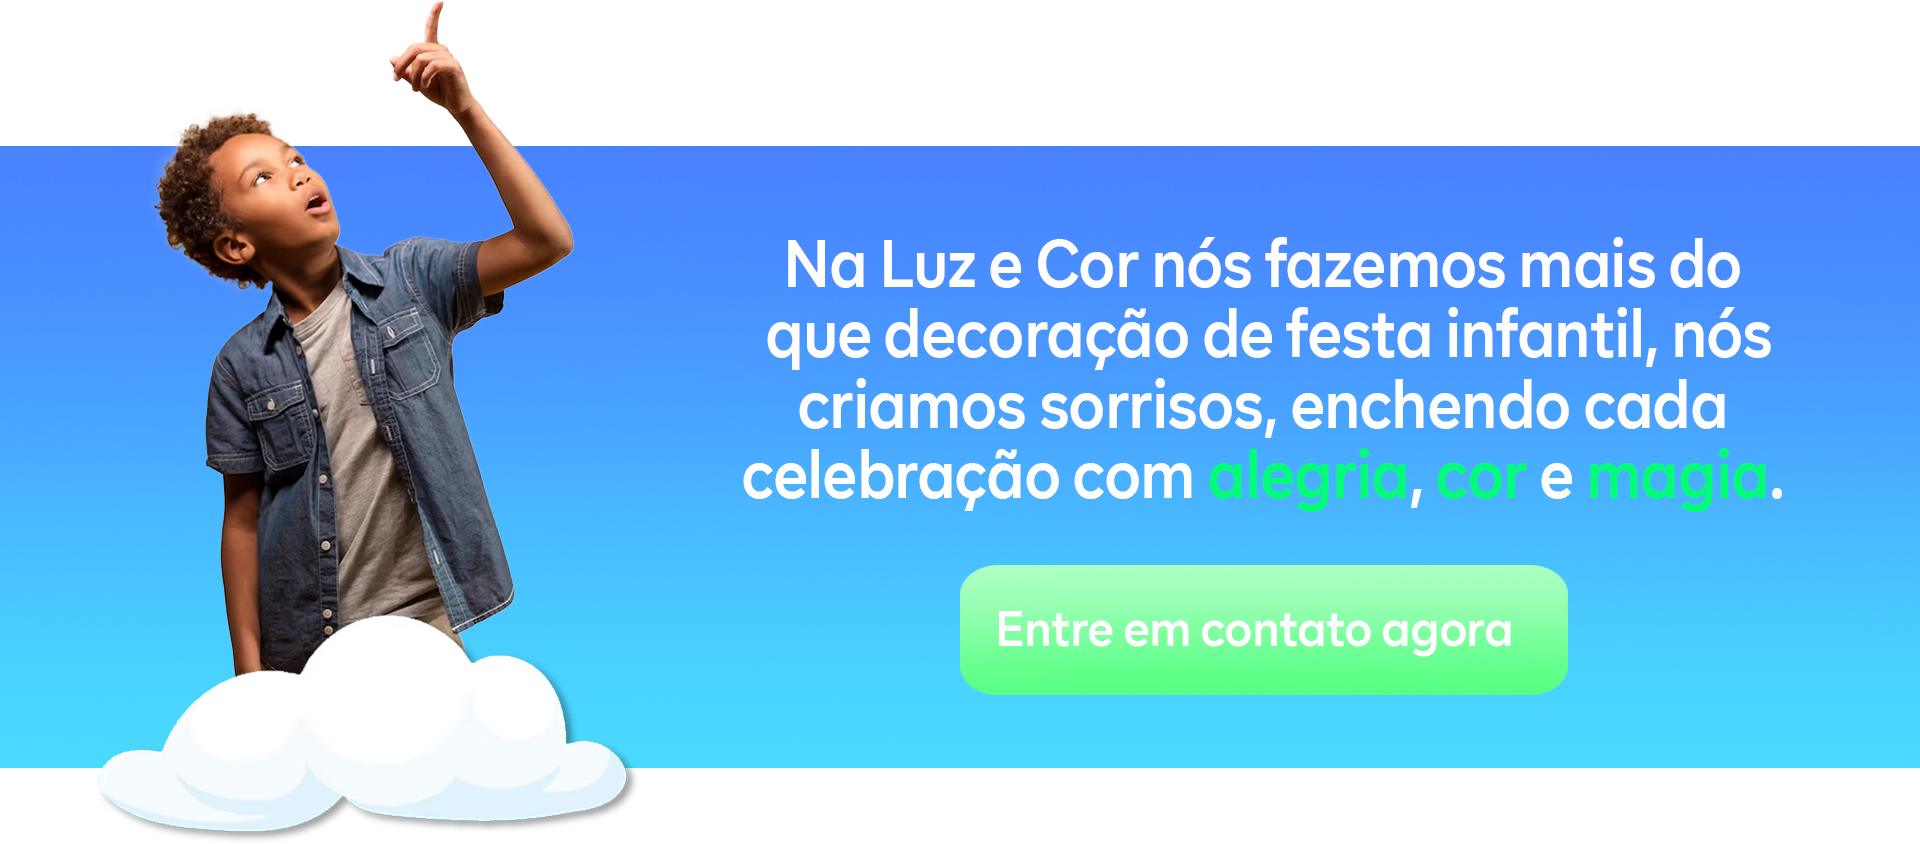 Na Luz e Cor nós fazemos mais do
que decoração de festa infantil, nós
criamos sorrisos, enchendo cada
celebração com alegria, cor e magia.
Entre em contato agora